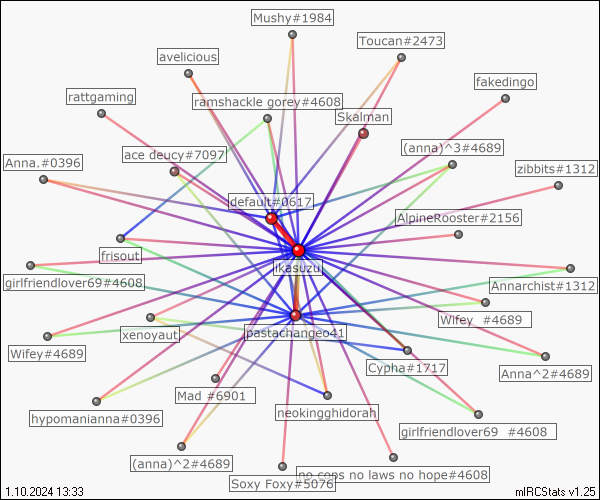 Mushy#1984
Toucan#2473
avelicious
fakedingo
rattgaming
ramshackle gorey#4608
Skalman
ace deucy#7097
(anna)^3#4689
Anna.#0396
zibbits#1312
default#0617
AlpineRooster#2156
frisout
ikasuzu
girlfriendlover69#4608
Annarchist#1312
xenoyaut
Wifey #4689
pastachangeo41
Wifey#4689
Cypha#1717
Anna^2#4689
Mad #6901
hypomanianna#0396
neokingghidorah
girlfriendlover69 #4608
(anna)^2#4689
no cops no laws no hope#4608
Soxy Foxy#5076
1.10.2024 13:33
mIRCStats v1.25